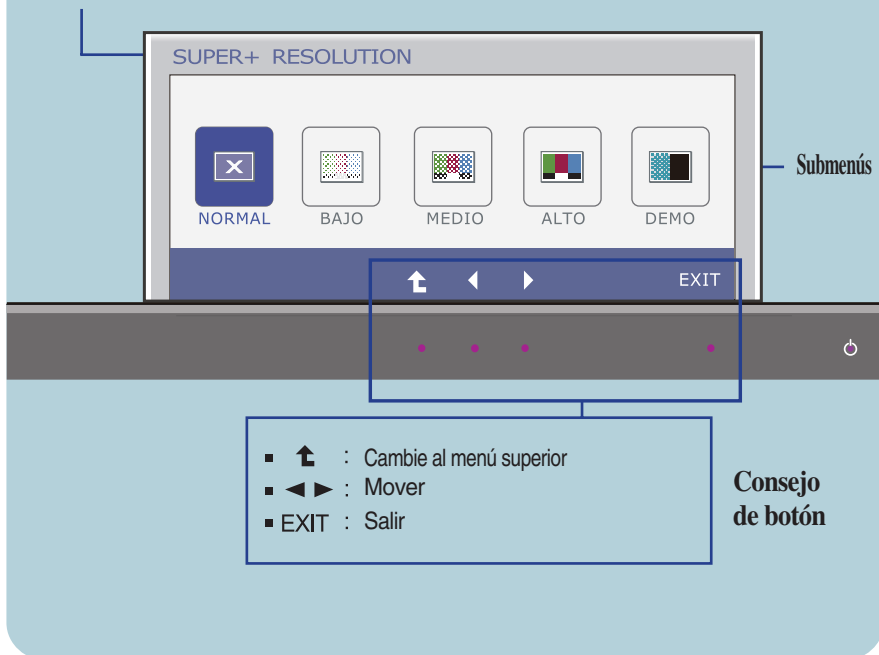 SUPER+ RESOLUTION
NORMAL BAJO MEDIO ALTO DEMO
Submenús
EXIT
: Cambie al menú superior
: Mover
EXIT : Salir
Consejo
de botón